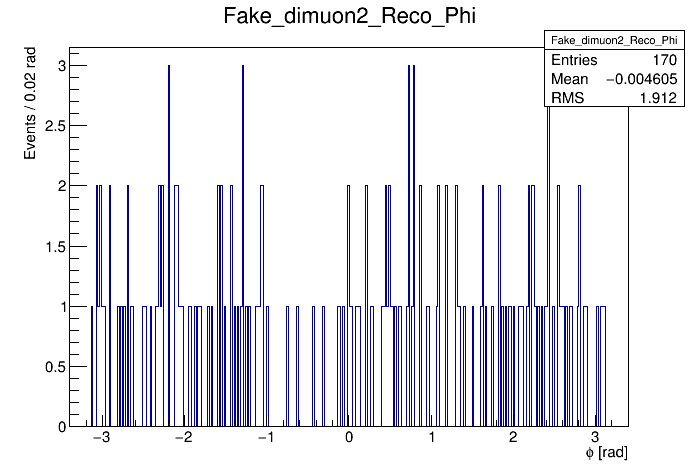 Fake_dimuon2_Reco_Phi
Fake_dimuon2_Reco_Phi
Entries 170
Mean −0.004605
RMS 1.912
Events / 0.02 rad
3
2.5
2
1.5
1
0.5
0
−3 −2 −1 0 1 2 3
ϕ [rad]